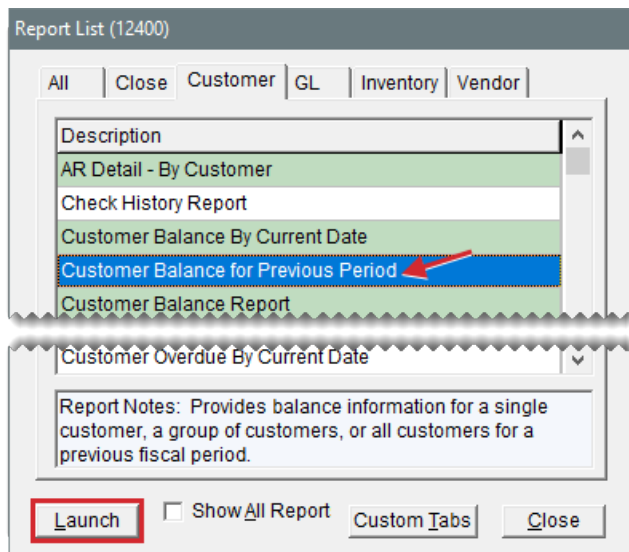 Report List (12400)
All Close Customer GL Inventory Vendor
Description
AR Detail - By Customer
Check History Report
Customer Balance By Current Date
Customer Balance for Previous Period
Customer Balance Report
Customer Overdue By Current Date
Report Notes: Provides balance information for a single
customer, a group of customers, or all customers for a
previous fiscal period.
Launch Show All Report Custom Tabs Close